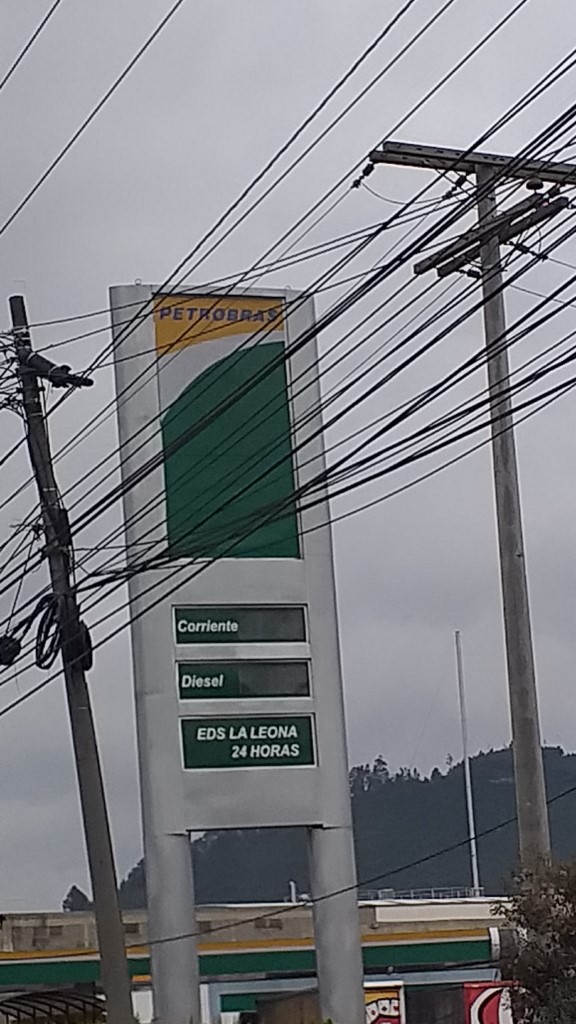 PETROBRAS
Corriente
Diesel
EDS LA LEONA
24 HORAS